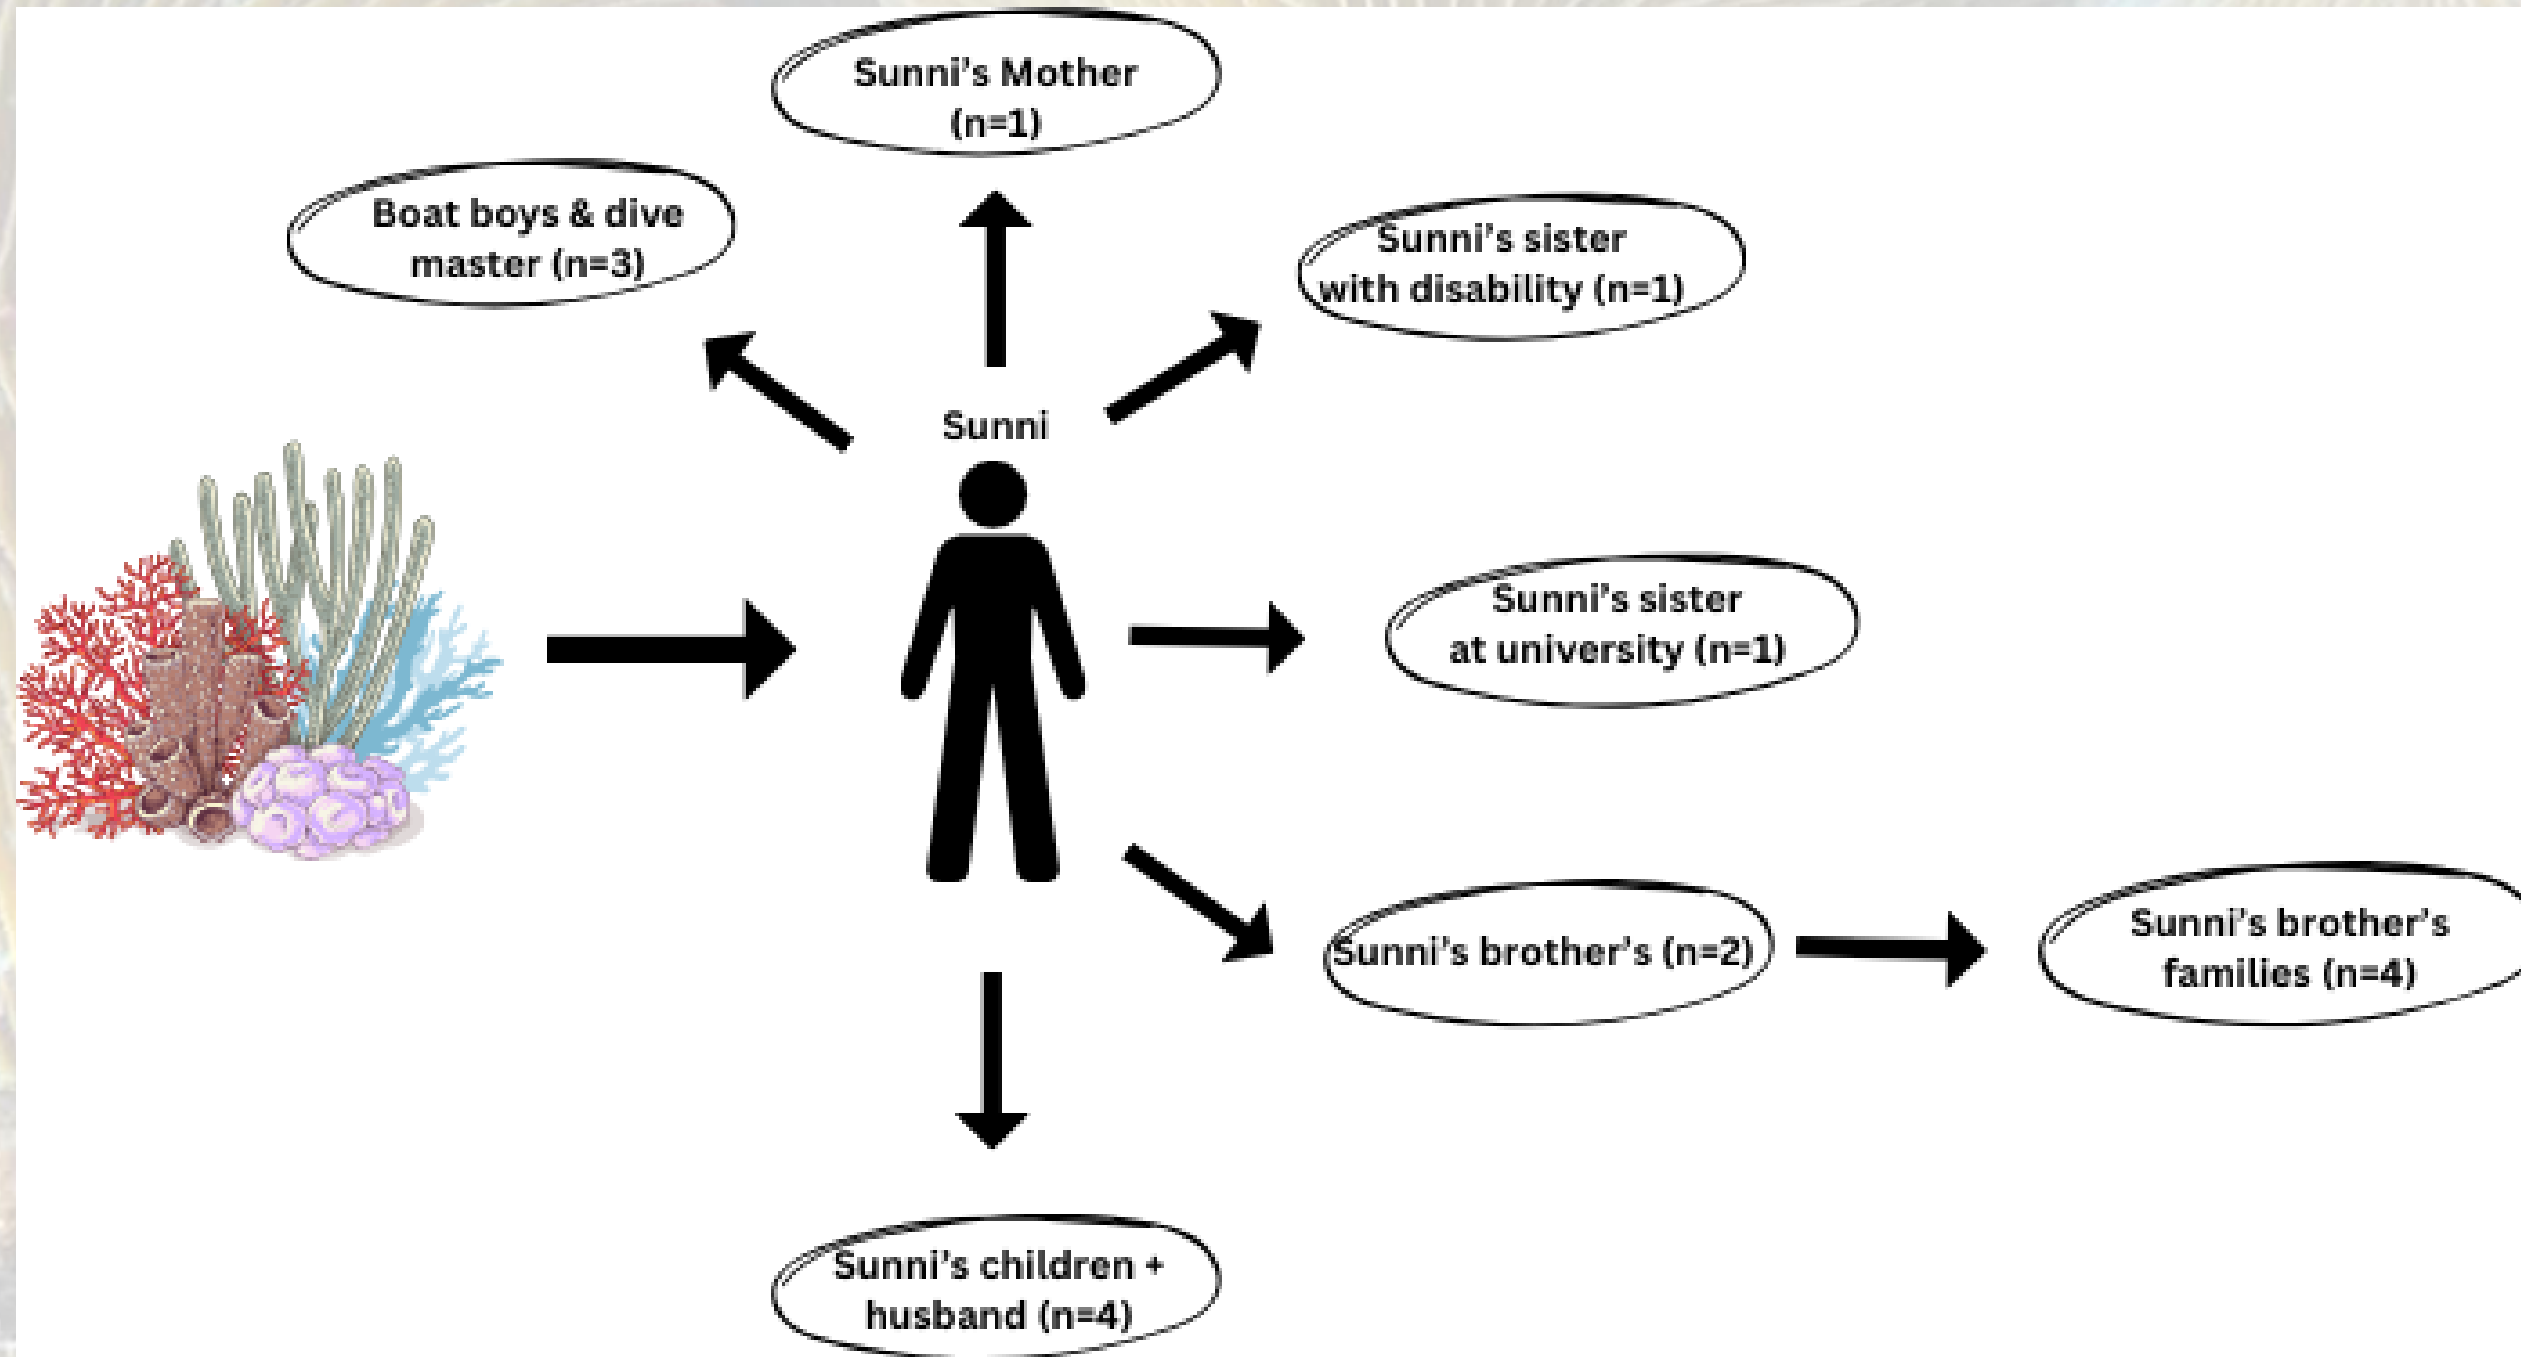 Sunni's Mother
(n=1)
Boat boys & dive
master (n=3)
Sunni's sister
with disability (n=1)
Sunni
Sunni's sister
at university (n=1)
Sunni's brother's (n=2)
Sunni's brother's
families (n=4)
Sunni's children +
husband (n=4)